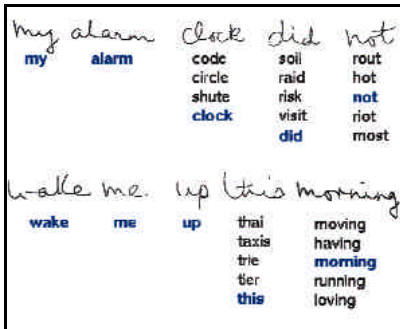 my alarm clock did not
my alarm code soil rout
circle raid hot
shute risk not
clock visit riot
did most
wake me. up this morning
wake me up thai moving
taxis having
trie morning
tier running
this loving